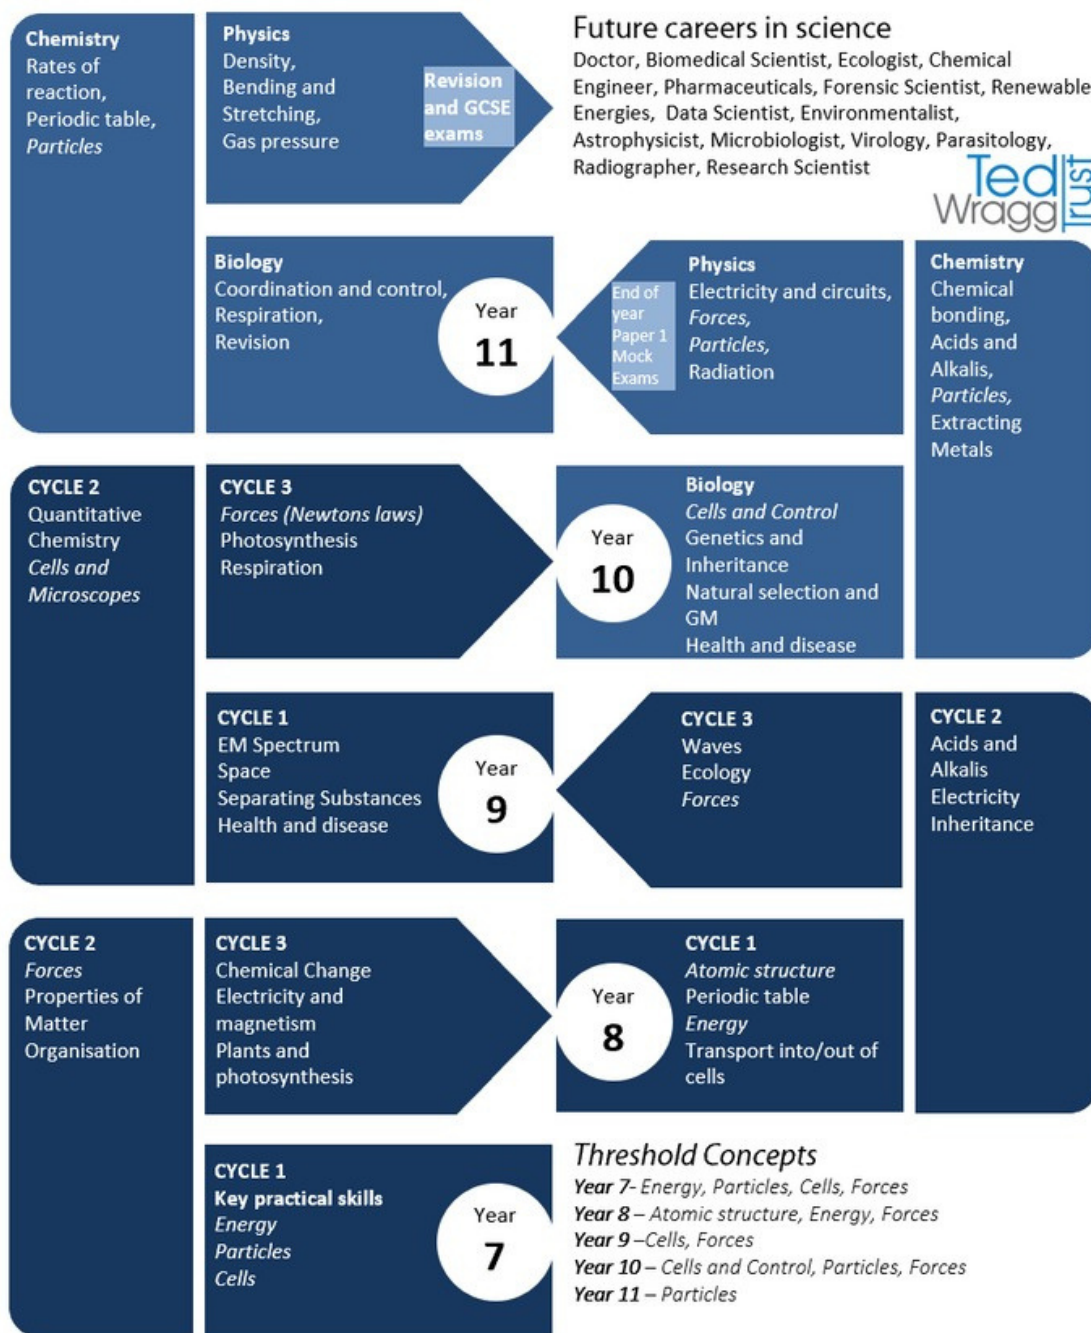 Chemistry
Rates of
reaction,
Periodic table,
Particles
Physics
Density,
Bending and
Stretching,
Gas pressure
Revision
and GCSE
exams
Future careers in science
Doctor, Biomedical Scientist, Ecologist, Chemical
Engineer, Pharmaceuticals, Forensic Scientist, Renewable
Energies, Data Scientist, Environmentalist,
Astrophysicist, Microbiologist, Virology, Parasitology,
Radiographer, Research Scientist
Ted
Wragg
Trust
Biology
Coordination and control,
Respiration,
Revision
Year
11
End of
year
Paper 1
Mock
Exams
Physics
Electricity and circuits,
Forces,
Particles,
Radiation
Chemistry
Chemical
bonding,
Acids and
Alkalis,
Particles,
Extracting
Metals
CYCLE 2
Quantitative
Chemistry
Cells and
Microscopes
CYCLE 3
Forces (Newtons laws)
Photosynthesis
Respiration
Year
10
Biology
Cells and Control
Genetics and
Inheritance
Natural selection and
GM
Health and disease
CYCLE 1
EM Spectrum
Space
Separating Substances
Health and disease
Year
9
CYCLE 3
Waves
Ecology
Forces
CYCLE 2
Acids and
Alkalis
Electricity
Inheritance
CYCLE 2
Forces
Properties of
Matter
Organisation
CYCLE 3
Chemical Change
Electricity and
magnetism
Plants and
photosynthesis
Year
8
CYCLE 1
Atomic structure
Periodic table
Energy
Transport into/out of
cells
CYCLE 1
Key practical skills
Energy
Particles
Cells
Year
7
Threshold Concepts
Year 7- Energy, Particles, Cells, Forces
Year 8 – Atomic structure, Energy, Forces
Year 9 –Cells, Forces
Year 10 – Cells and Control, Particles, Forces
Year 11 – Particles